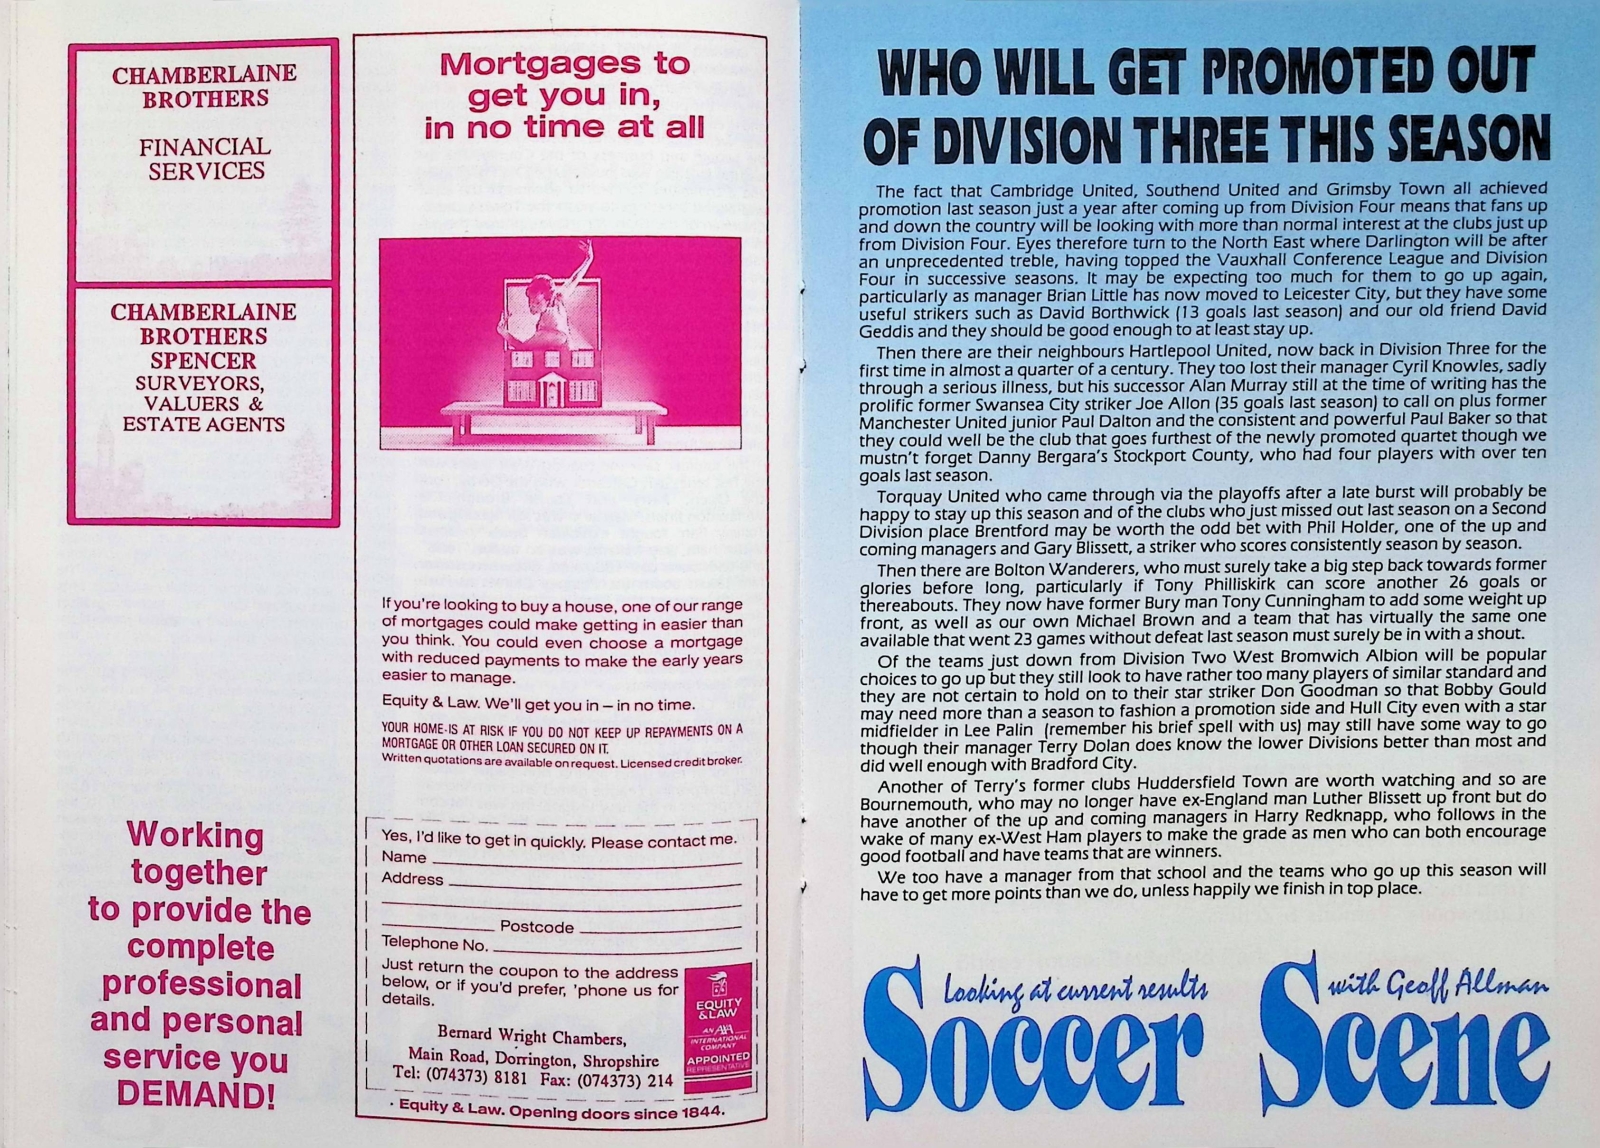 CHAMBERLAINE
BROTHERS
FINANCIAL
SERVICES
CHAMBERLAINE
BROTHERS
SPENCER
SURVEYORS,
VALUERS &
ESTATE AGENTS
Working
together
to provide the
complete
professional
and personal
service you
DEMAND!
Mortgages to
get you in,
in no time at all
If you're looking to buy a house, one of our range
of mortgages could make getting in easier than
you think. You could even choose a mortgage
with reduced payments to make the early years
easier to manage.
Equity & Law. We'll get you in – in no time.
YOUR HOME IS AT RISK IF YOU DO NOT KEEP UP REPAYMENTS ON A
MORTGAGE OR OTHER LOAN SECURED ON IT.
Written quotations are available on request. Licensed credit broker.
Yes, I'd like to get in quickly. Please contact me.
Name
Address
Postcode
Telephone No.
Just return the coupon to the address
below, or if you'd prefer, 'phone us for
details.
Bernard Wright Chambers,
Main Road, Dorrington, Shropshire
Tel: (074373) 8181 Fax: (074373) 214
EQUITY
& LAW
AN AXA
INTERNATIONAL
COMPANY
APPOINTED
REPRESENTATIVE
Equity & Law. Opening doors since 1844.
WHO WILL GET PROMOTED OUT
OF DIVISION THREE THIS SEASON
The fact that Cambridge United, Southend United and Grimsby Town all achieved
promotion last season just a year after coming up from Division Four means that fans up
and down the country will be looking with more than normal interest at the clubs just up
from Division Four. Eyes therefore turn to the North East where Darlington will be after
an unprecedented treble, having topped the Vauxhall Conference League and Division
Four in successive seasons. It may be expecting too much for them to go up again,
particularly as manager Brian Little has now moved to Leicester City, but they have some
useful strikers such as David Borthwick (13 goals last season) and our old friend David
Geddis and they should be good enough to at least stay up.
Then there are their neighbours Hartlepool United, now back in Division Three for the
first time in almost a quarter of a century. They too lost their manager Cyril Knowles, sadly
through a serious illness, but his successor Alan Murray still at the time of writing has the
prolific former Swansea City striker Joe Allon (35 goals last season) to call on plus former
Manchester United junior Paul Dalton and the consistent and powerful Paul Baker so that
they could well be the club that goes furthest of the newly promoted quartet though we
mustn't forget Danny Bergara's Stockport County, who had four players with over ten
goals last season.
Torquay United who came through via the playoffs after a late burst will probably be
happy to stay up this season and of the clubs who just missed out last season on a Second
Division place Brentford may be worth the odd bet with Phil Holder, one of the up and
coming managers and Gary Blissett, a striker who scores consistently season by season.
Then there are Bolton Wanderers, who must surely take a big step back towards former
glories before long, particularly if Tony Philliskirk can score another 26 goals or
thereabouts. They now have former Bury man Tony Cunningham to add some weight up
front, as well as our own Michael Brown and a team that has virtually the same one
available that went 23 games without defeat last season must surely be in with a shout.
Of the teams just down from Division Two West Bromwich Albion will be popular
choices to go up but they still look to have rather too many players of similar standard and
they are not certain to hold on to their star striker Don Goodman so that Bobby Gould
may need more than a season to fashion a promotion side and Hull City even with a star
midfielder in Lee Palin (remember his brief spell with us) may still have some way to go
though their manager Terry Dolan does know the lower Divisions better than most and
did well enough with Bradford City.
Another of Terry's former clubs Huddersfield Town are worth watching and so are
Bournemouth, who may no longer have ex-England man Luther Blissett up front but do
have another of the up and coming managers in Harry Redknapp, who follows in the
wake of many ex-West Ham players to make the grade as men who can both encourage
good football and have teams that are winners.
We too have a manager from that school and the teams who go up this season will
have to get more points than we do, unless happily we finish in top place.
Looking at current results with Geoff Allman
Soccer Scene